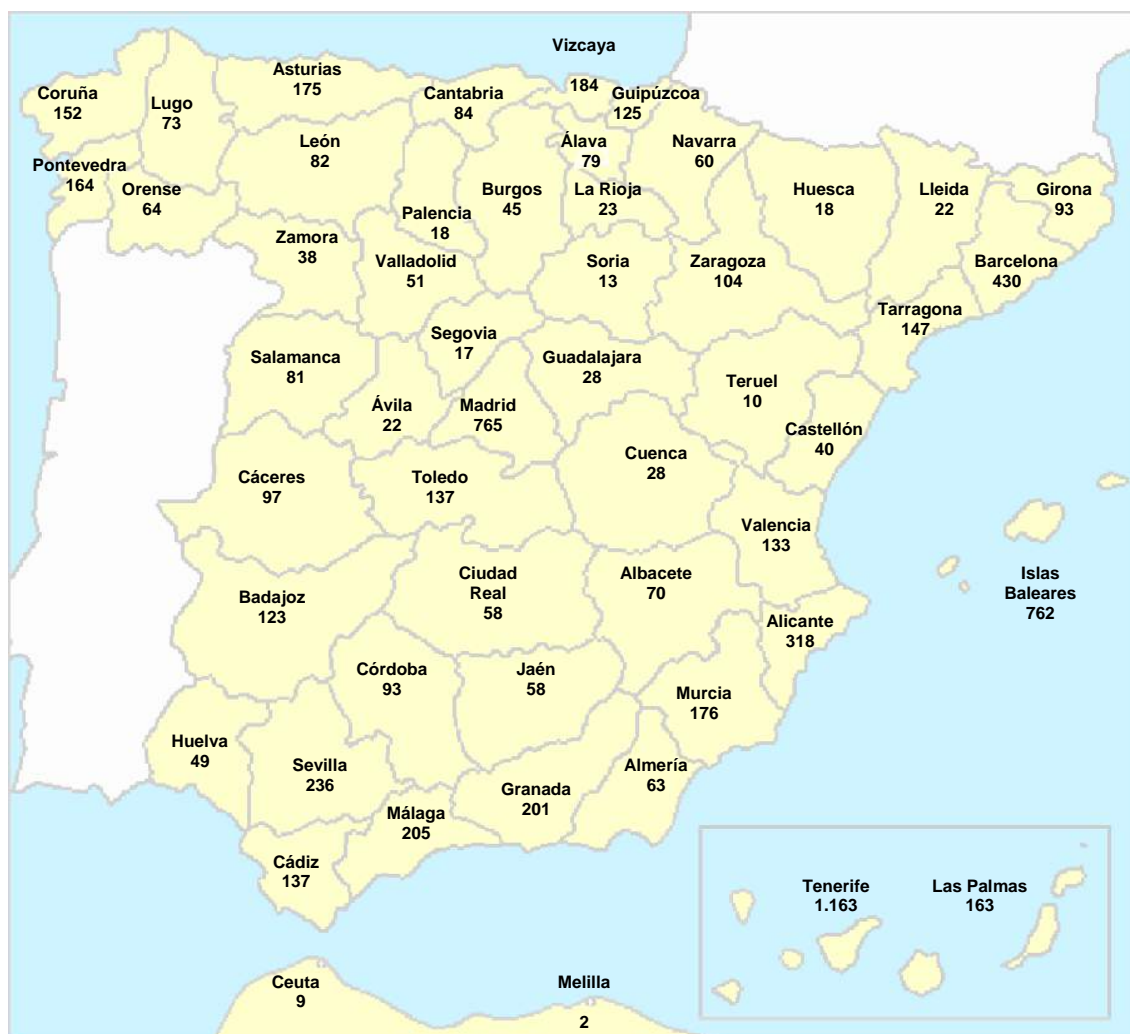 Vizcaya
184
Asturias
175
Cantabria
84
Guipúzcoa
125
Coruña
152
Lugo
73
León
82
Álava
79
Navarra
60
Pontevedra
164
Orense
64
Palencia
18
Burgos
45
La Rioja
23
Huesca
18
Lleida
22
Girona
93
Zamora
38
Valladolid
51
Soria
13
Zaragoza
104
Barcelona
430
Tarragona
147
Segovia
17
Salamanca
81
Guadalajara
28
Teruel
10
Ávila
22
Madrid
765
Castellón
40
Cáceres
97
Toledo
137
Cuenca
28
Valencia
133
Badajoz
123
Ciudad
Real
58
Albacete
70
Islas
Baleares
762
Alicante
318
Córdoba
93
Jaén
58
Murcia
176
Huelva
49
Sevilla
236
Granada
201
Almería
63
Málaga
205
Cádiz
137
Tenerife
1.163
Las Palmas
163
Ceuta
9
Melilla
2